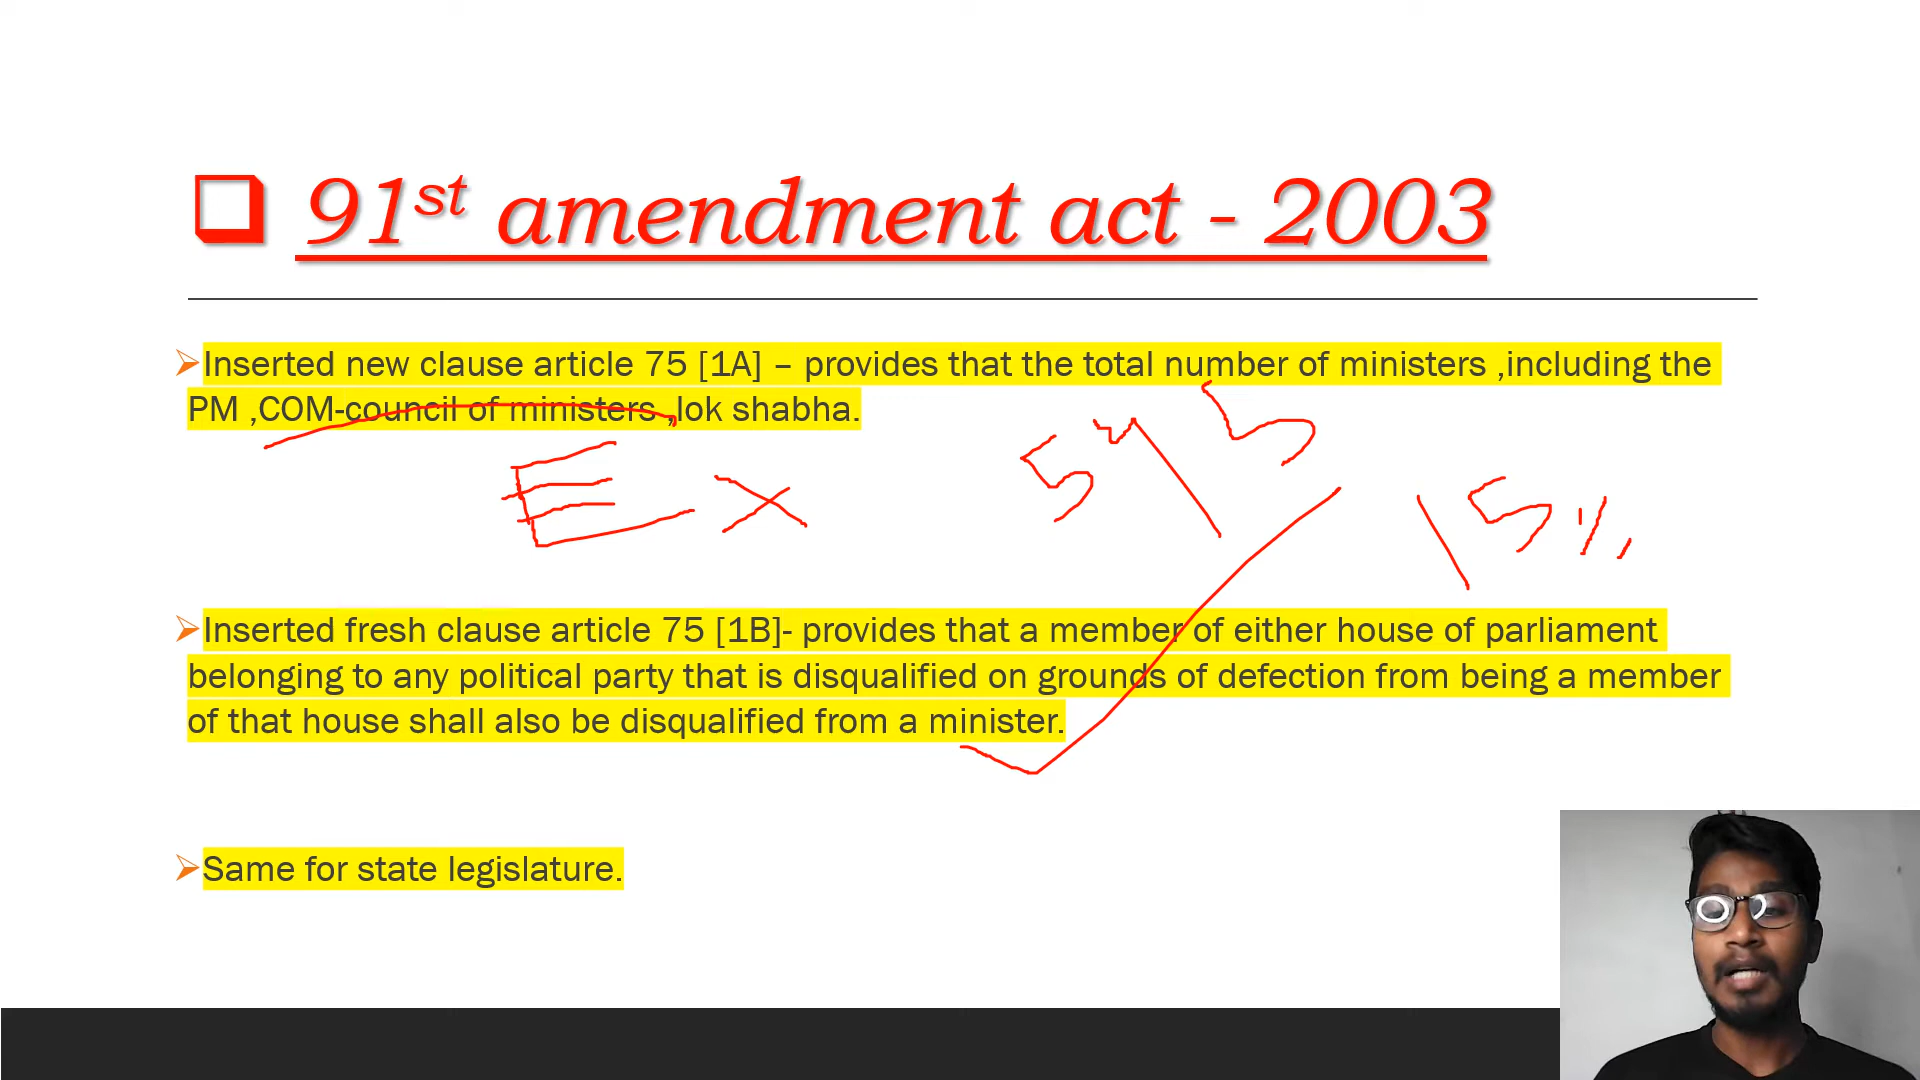 91st amendment act - 2003
Inserted new clause article 75 [1A] – provides that the total number of ministers ,including the
PM ,COM-council of ministers ,lok shabha.
545
15%
Inserted fresh clause article 75 [1B]- provides that a member of either house of parliament
belonging to any political party that is disqualified on grounds of defection from being a member
of that house shall also be disqualified from a minister.
Same for state legislature.